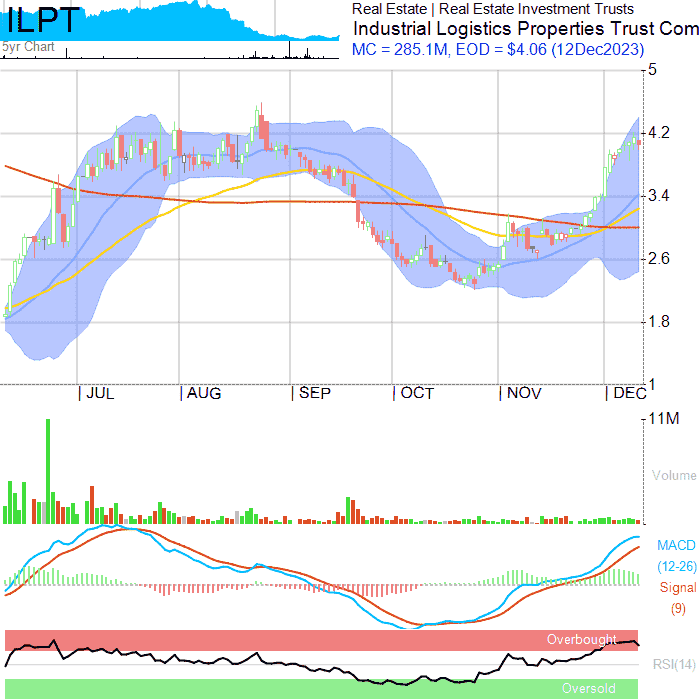 ILPT
5yr Chart
Real Estate | Real Estate Investment Trusts
Industrial Logistics Properties Trust Com
MC = 285.1M, EOD = $4.06 (12Dec2023)
5
4.2
3.4
2.6
1.8
1
JUL AUG SEP OCT NOV DEC
11M
Volume
MACD
(12-26)
Signal
(9)
Overbought
RSI(14)
Oversold